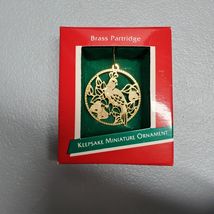 Brass Partridge
KEEPSAKE MINIATURE ORNAMENT